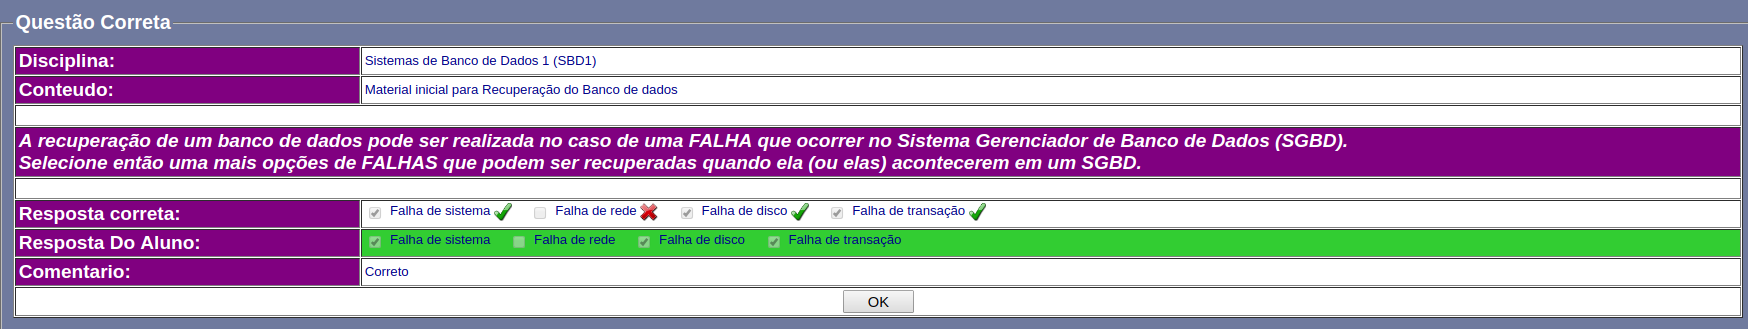 Questão Correta
Disciplina: Sistemas de Banco de Dados 1 (SBD1)
Conteudo: Material inicial para Recuperação do Banco de dados
A recuperação de um banco de dados pode ser realizada no caso de uma FALHA que ocorrer no Sistema Gerenciador de Banco de Dados (SGBD).
Selecione então uma mais opções de FALHAS que podem ser recuperadas quando ela (ou elas) acontecerem em um SGBD.
Resposta correta: Falha de sistema Falha de rede Falha de disco Falha de transação
Resposta Do Aluno: Falha de sistema Falha de rede Falha de disco Falha de transação
Comentario: Correto
OK